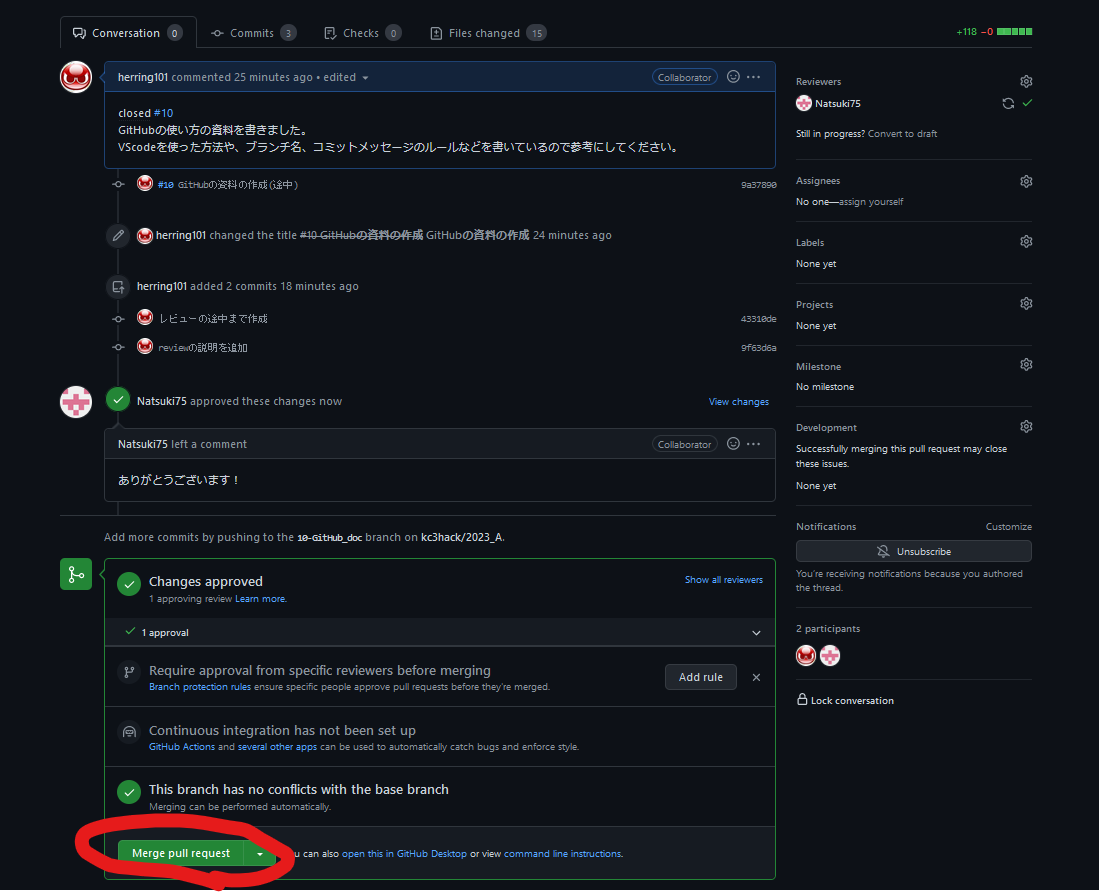 Conversation 0 Commits 3 Checks 0 Files changed 15 +118 −0
herring101 commented 25 minutes ago • edited Collaborator
closed #10
GitHubの使い方の資料を書きました。
VScodeを使った方法や、ブランチ名、コミットメッセージのルールなどを書いているので参考にしてください。
#10 GitHubの資料の作成(途中) 9a37890
herring101 changed the title #10 GitHubの資料の作成 GitHubの資料の作成 24 minutes ago
herring101 added 2 commits 18 minutes ago
レビューの途中まで作成 43310de
reviewの説明を追加 9f63d6a
Natsuki75 approved these changes now View changes
Natsuki75 left a comment Collaborator
ありがとうございます！
Add more commits by pushing to the 10-GitHub_doc branch on kc3hack/2023_A.
Changes approved Show all reviewers
1 approving review Learn more.
1 approval
Require approval from specific reviewers before merging
Branch protection rules ensure specific people approve pull requests before they're merged.
Add rule
Continuous integration has not been set up
GitHub Actions and several other apps can be used to automatically catch bugs and enforce style.
This branch has no conflicts with the base branch
Merging can be performed automatically.
Merge pull request
can also open this in GitHub Desktop or view command line instructions.
Reviewers
Natsuki75
Still in progress? Convert to draft
Assignees
No one—assign yourself
Labels
None yet
Projects
None yet
Milestone
No milestone
Development
Successfully merging this pull request may close
these issues.
None yet
Notifications Customize
Unsubscribe
You're receiving notifications because you authored
the thread.
2 participants
Lock conversation